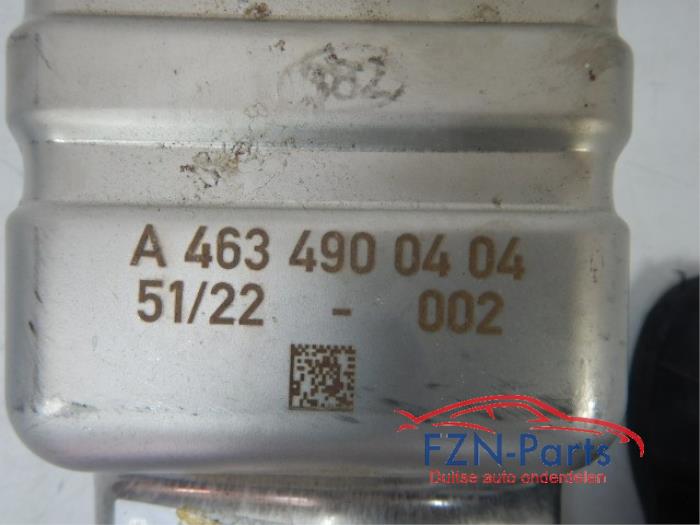 A 463 490 04 04
51/22 - 002
FZN-Parts
Duitse auto onderdelen